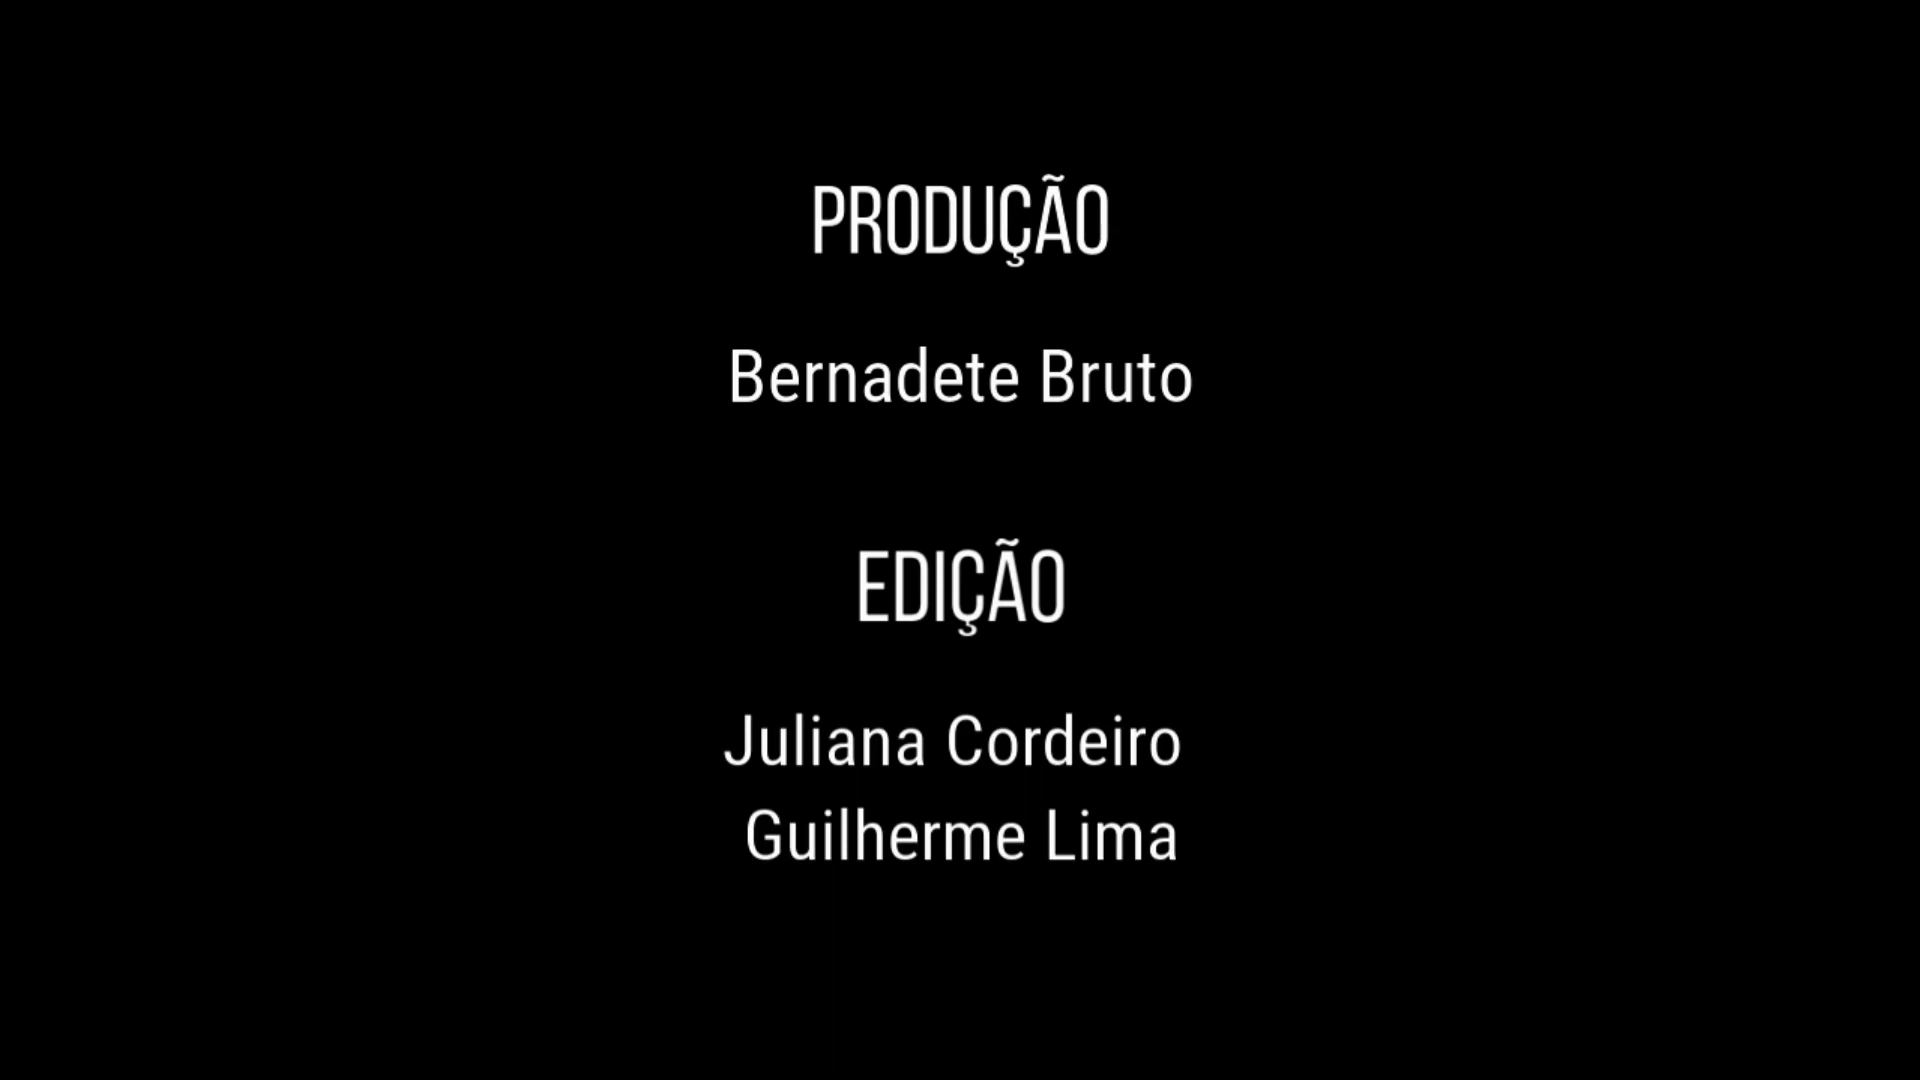 PRODUÇÃO
Bernadete Bruto
EDIÇÃO
Juliana Cordeiro
Guilherme Lima